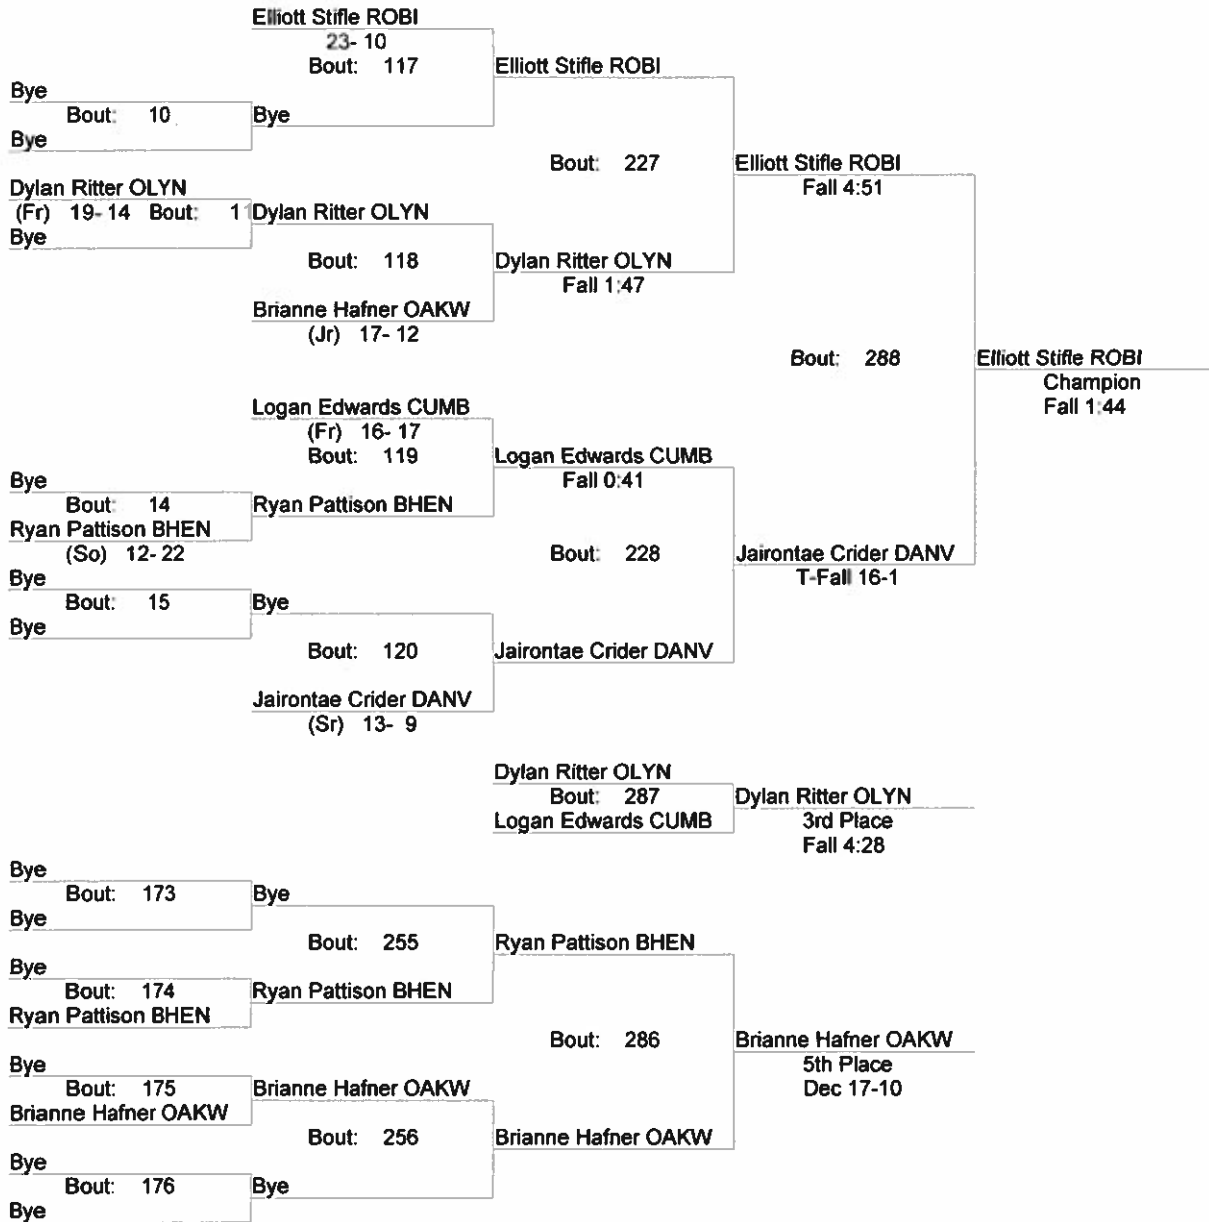 Elliott Stifle ROBI
23- 10
Bout: 117
Elliott Stifle ROBI
Bye
Bout: 10
Bye
Bye
Bout: 227
Elliott Stifle ROBI
Fall 4:51
Dylan Ritter OLYN
(Fr) 19- 14 Bout: 11
Dylan Ritter OLYN
Bye
Bout: 118
Dylan Ritter OLYN
Fall 1:47
Brianne Hafner OAKW
(Jr) 17- 12
Bout: 288
Elliott Stifle ROBI
Champion
Fall 1:44
Logan Edwards CUMB
(Fr) 16- 17
Bout: 119
Logan Edwards CUMB
Fall 0:41
Bye
Bout: 14
Ryan Pattison BHEN
Ryan Pattison BHEN
(So) 12- 22
Bout: 228
Jairontae Crider DANV
T-Fall 16-1
Bye
Bout: 15
Bye
Bye
Bout: 120
Jairontae Crider DANV
Jairontae Crider DANV
(Sr) 13- 9
Dylan Ritter OLYN
Bout: 287
Dylan Ritter OLYN
Logan Edwards CUMB
3rd Place
Fall 4:28
Bye
Bout: 173
Bye
Bye
Bout: 255
Ryan Pattison BHEN
Bye
Bout: 174
Ryan Pattison BHEN
Ryan Pattison BHEN
Bout: 286
Brianne Hafner OAKW
5th Place
Dec 17-10
Bye
Bout: 175
Brianne Hafner OAKW
Brianne Hafner OAKW
Bout: 256
Brianne Hafner OAKW
Bye
Bout: 176
Bye
Bye